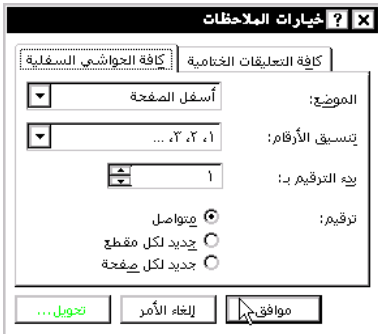 خيارات الملاحظات
كافة التعليقات الختامية
كافة الحواشي السفلية
الموضع:
أسفل الصفحة
تنسيق الأرقام:
١، ٢، ٣، ...
بدء الترقيم بـ:
١
ترقيم:
متواصل
جديد لكل مقطع
جديد لكل صفحة
موافق
إلغاء الأمر
تحويل...